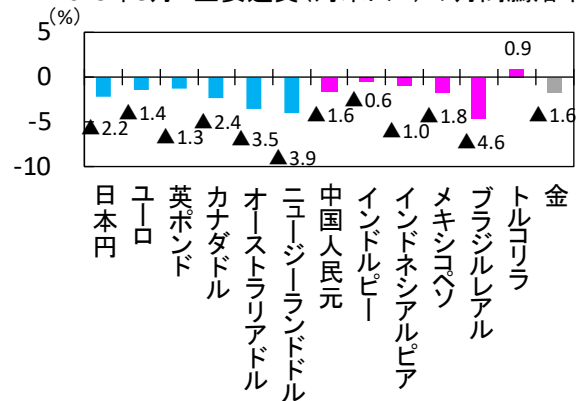 (%)
5
0
-5
-10
0.9
▲2.2
▲1.4
▲1.3
▲2.4
▲3.5
▲3.9
▲1.6
▲0.6
▲1.0
▲1.8
▲4.6
▲1.6
日本円
ユーロ
英ポンド
カナダドル
オーストラリアドル
ニュージーランドドル
中国人民元
インドルピー
インドネシアルピア
メキシコペソ
ブラジルレアル
トルコリラ
金